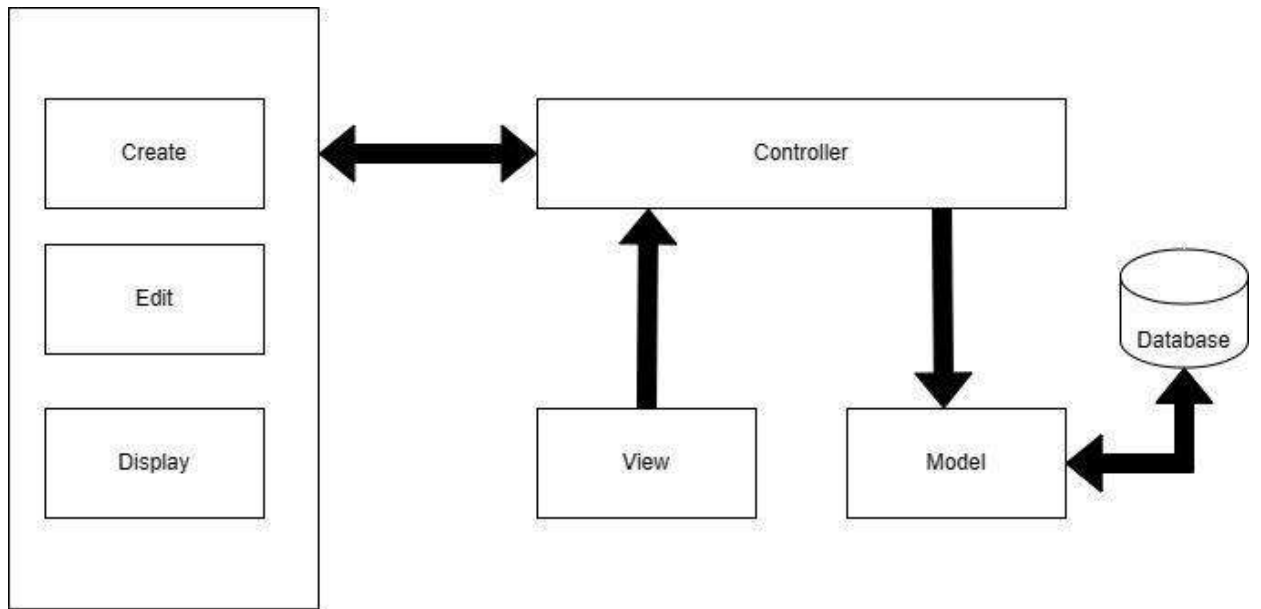 Create
Controller
Edit
Database
Display
View
Model